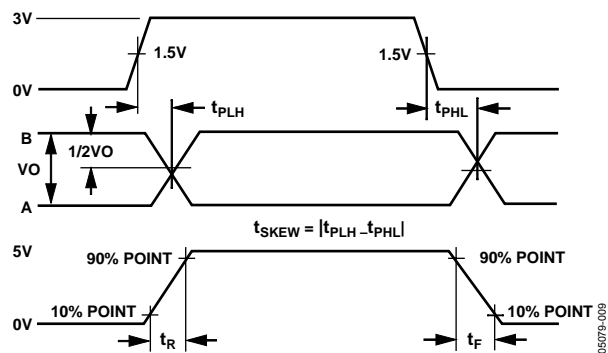 3V
1.5V
1.5V
0V
tPLH
tPHL
B
1/2VO
VO
A
tSKEW = |tPLH – tPHL|
5V
90% POINT
90% POINT
10% POINT
10% POINT
0V
tR
tF
05079-009